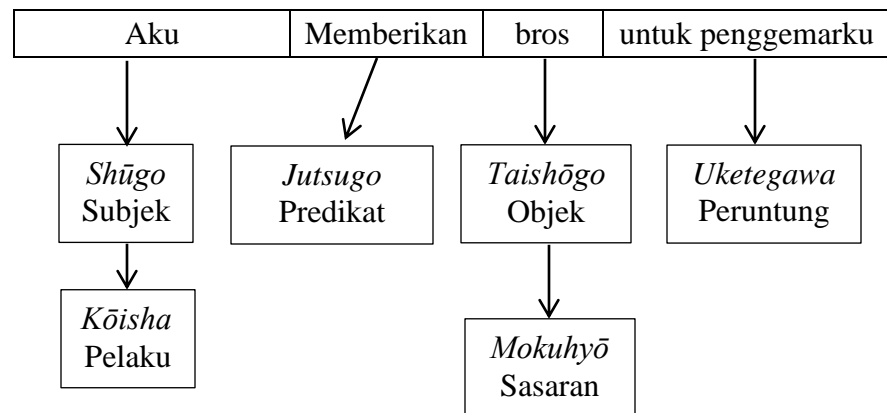 Aku Memberikan bros untuk penggemarku
Shūgo Jutsugo Taishōgo Uketegawa
Subjek Predikat Objek Peruntung
Kōisha
Pelaku
Mokuhyō
Sasaran